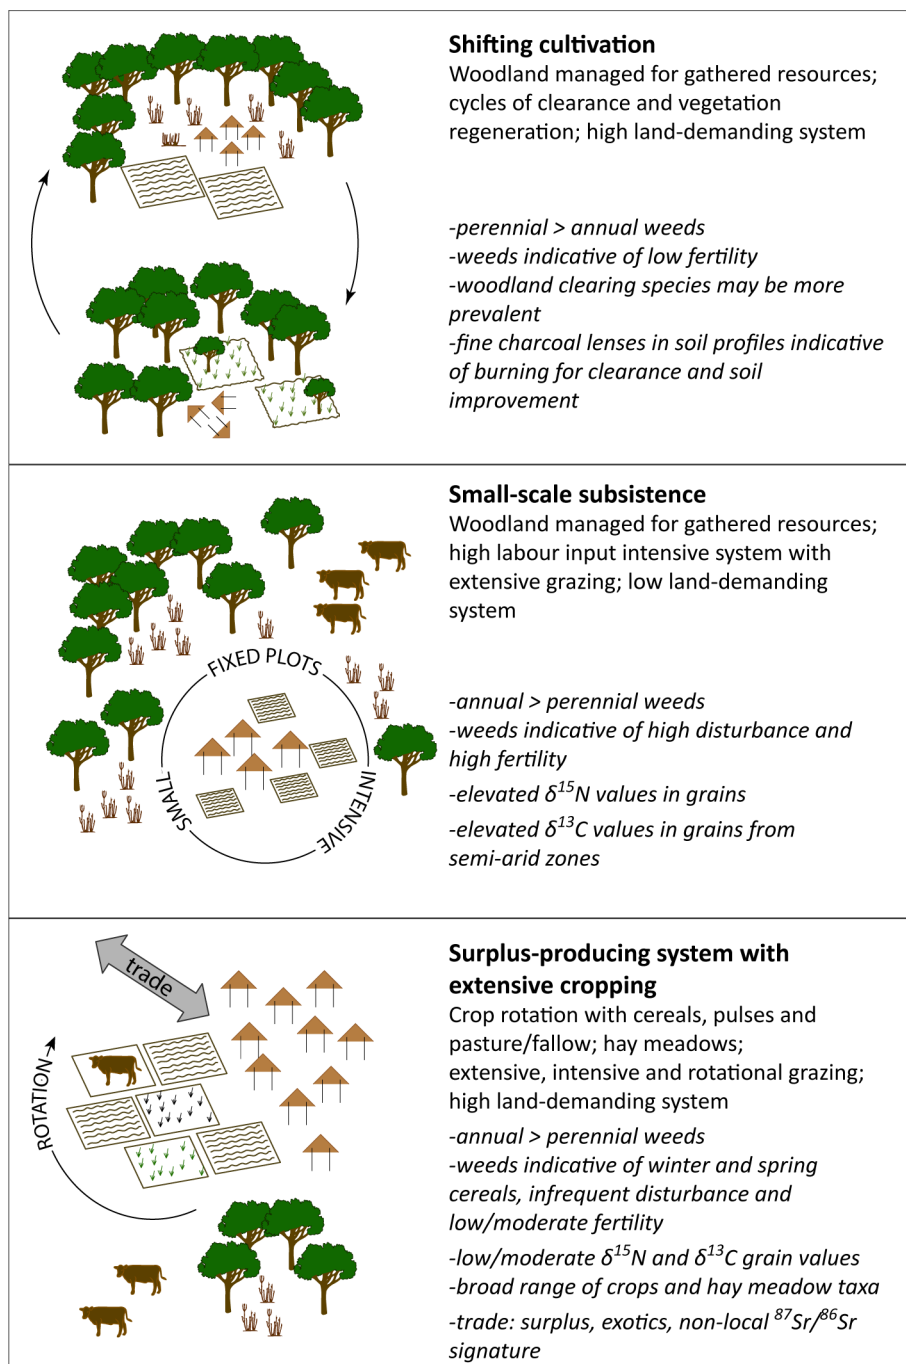 Shifting cultivation
Woodland managed for gathered resources;
cycles of clearance and vegetation
regeneration; high land-demanding system
-perennial > annual weeds
-weeds indicative of low fertility
-woodland clearing species may be more
prevalent
-fine charcoal lenses in soil profiles indicative
of burning for clearance and soil
improvement
Small-scale subsistence
Woodland managed for gathered resources;
high labour input intensive system with
extensive grazing; low land-demanding
system
FIXED PLOTS
SMALL
INTENSIVE
-annual > perennial weeds
-weeds indicative of high disturbance and
high fertility
-elevated δ¹⁵N values in grains
-elevated δ¹³C values in grains from
semi-arid zones
trade
ROTATION
Surplus-producing system with
extensive cropping
Crop rotation with cereals, pulses and
pasture/fallow; hay meadows;
extensive, intensive and rotational grazing;
high land-demanding system
-annual > perennial weeds
-weeds indicative of winter and spring
cereals, infrequent disturbance and
low/moderate fertility
-low/moderate δ¹⁵N and δ¹³C grain values
-broad range of crops and hay meadow taxa
-trade: surplus, exotics, non-local ⁸⁷Sr/⁸⁶Sr
signature